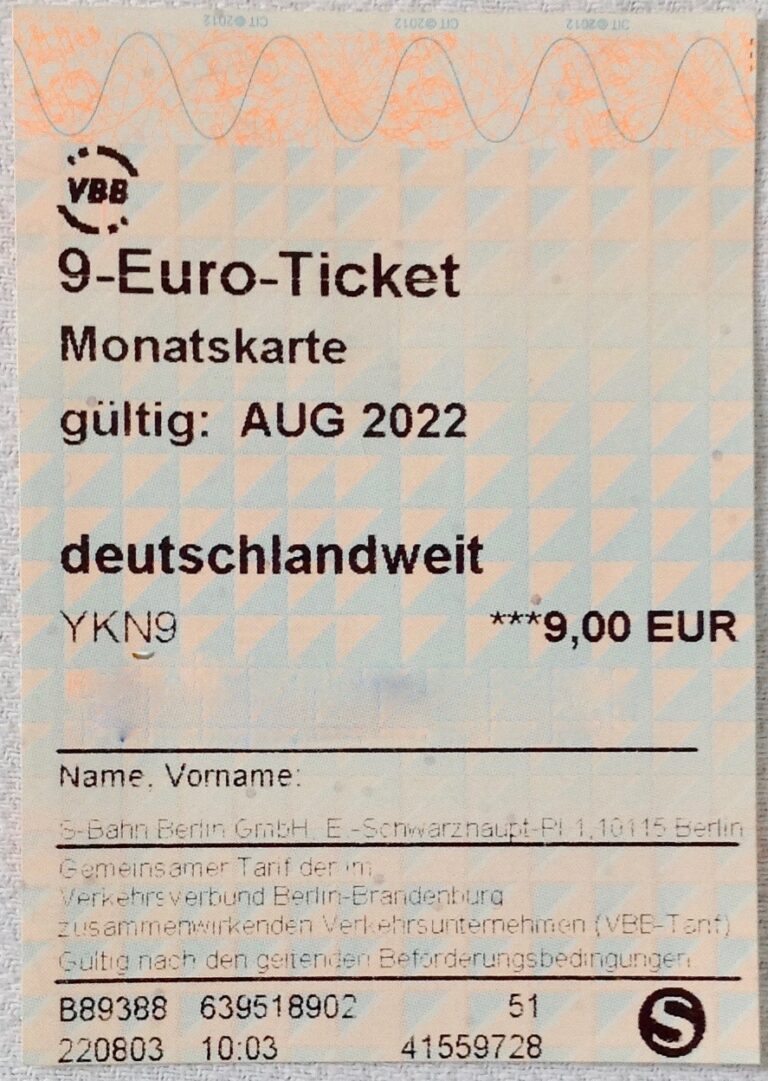 CIT©2012 CIT©2012 CIT©2012
VBB
9-Euro-Ticket
Monatskarte
gültig: AUG 2022
deutschlandweit
YKN9 ***9,00 EUR
Name, Vorname:
S-Bahn Berlin GmbH, E.-Schwarzhaupt-Pl 1,10115 Berlin
Gemeinsamer Tarif der im
Verkehrsverbund Berlin-Brandenburg
zusammenwirkenden Verkehrsunternehmen (VBB-Tarif)
Gültig nach den geltenden Beförderungsbedingungen
B89388 639518902 51
220803 10:03 41559728
S